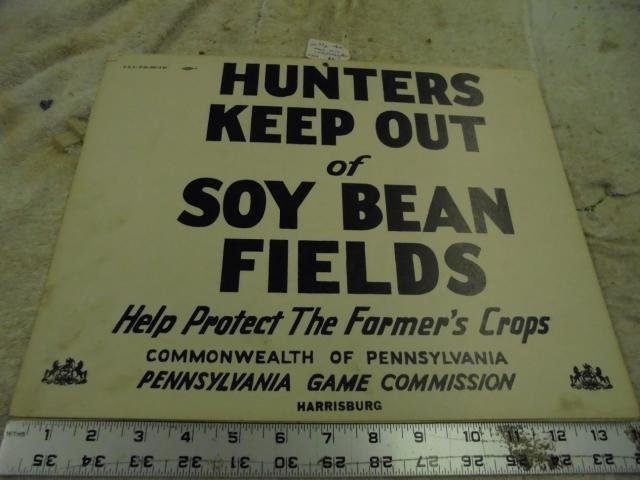 HUNTERS
KEEP OUT
of
SOY BEAN
FIELDS
Help Protect The Farmer's Crops
COMMONWEALTH OF PENNSYLVANIA
PENNSYLVANIA GAME COMMISSION
HARRISBURG
1 2 3 4 5 6 7 8 9 10 11 12 13
35 34 33 32 31 30 29 28 27 26 25 24 23